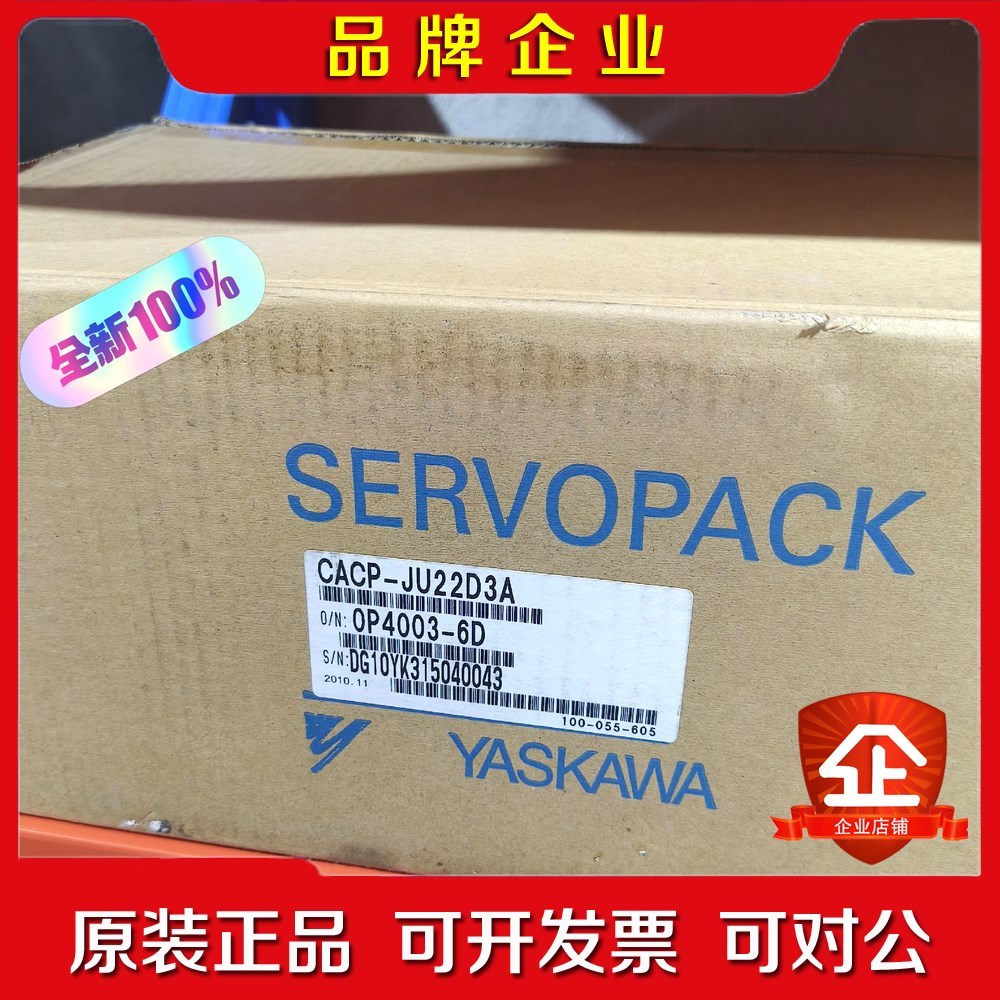 品牌企业
全新100%
SERVOPACK
CACP-JU22D3A
O/N: OP4003-6D
S/N:DG10YK315040043
2010.11
100-055-605
YASKAWA
企
企业店铺
原装正品 可开发票 可对公